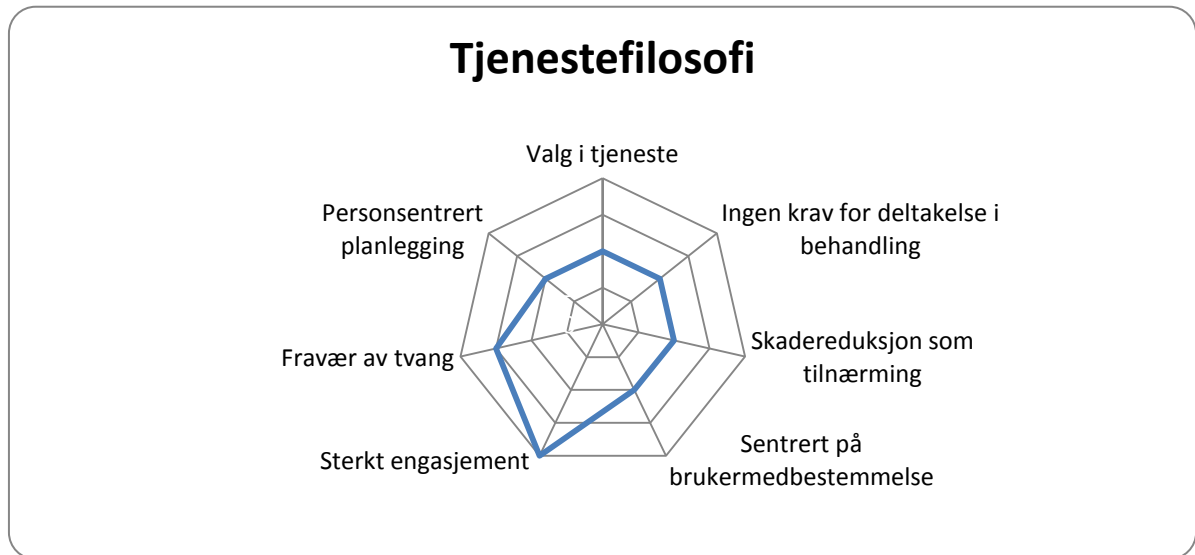 Tjenestefilosofi
Valg i tjeneste
Ingen krav for deltakelse i
behandling
Skadereduksjon som
tilnærming
Sentrert på
brukermedbestemmelse
Sterkt engasjement
Fravær av tvang
Personsentrert
planlegging